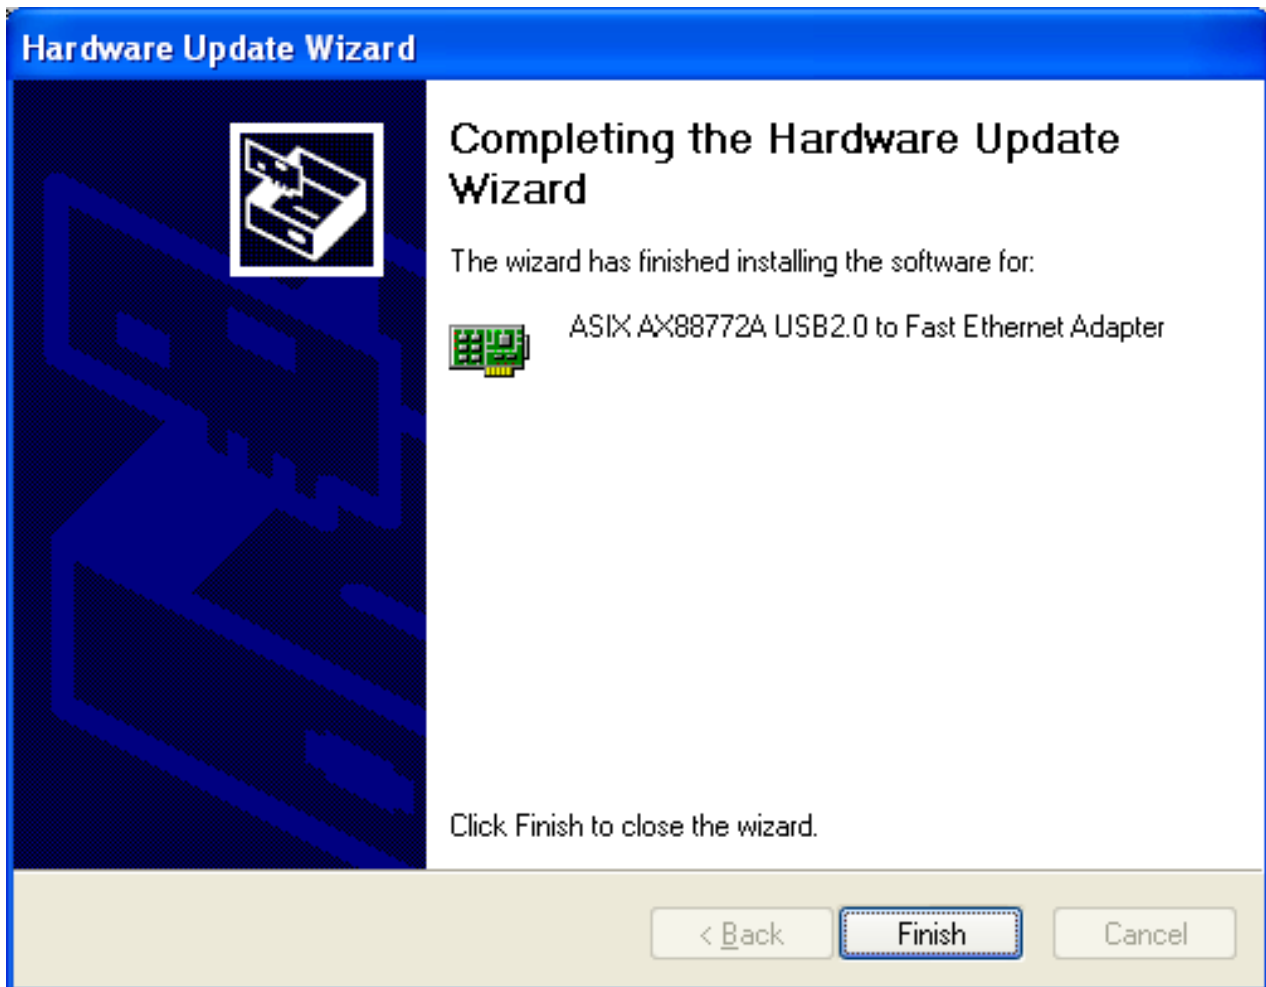 Hardware Update Wizard
Completing the Hardware Update
Wizard
The wizard has finished installing the software for:
ASIX AX88772A USB2.0 to Fast Ethernet Adapter
Click Finish to close the wizard.
< Back
Finish
Cancel